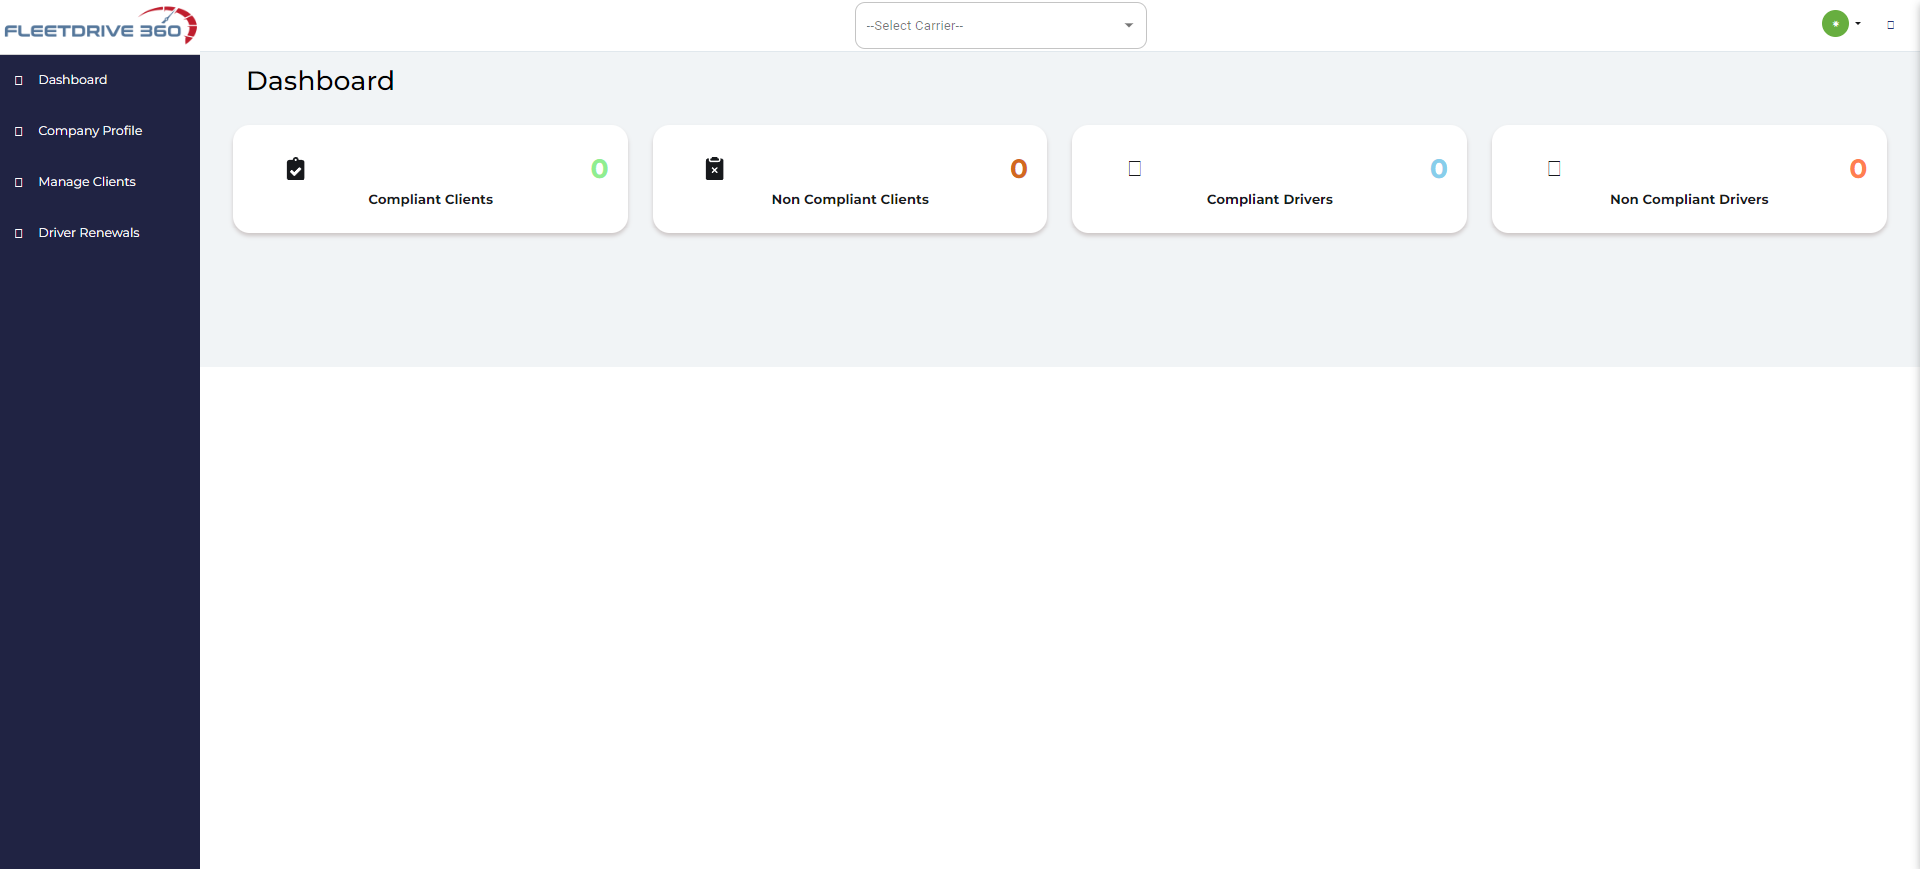 FLEETDRIVE 360
--Select Carrier--
Dashboard
Company Profile
Manage Clients
Driver Renewals
Dashboard
0
Compliant Clients
0
Non Compliant Clients
0
Compliant Drivers
0
Non Compliant Drivers